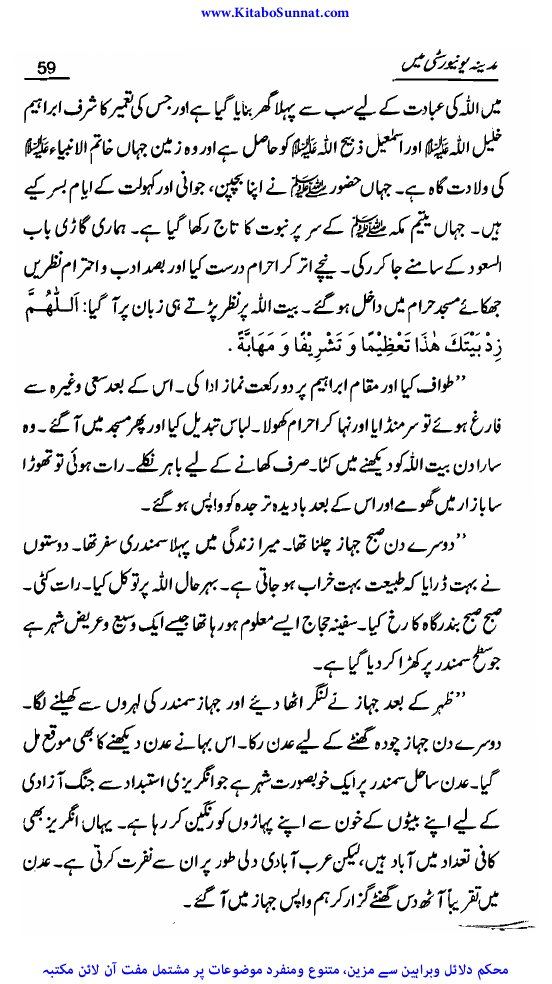 www.KitaboSunnat.com
مدینہ یونیورسٹی میں
59
میں اللہ کی عبادت کے لیے سب سے پہلا گھر بنایا گیا ہے اور جس کی تعمیر کا شرف ابراہیم
خلیل اللہ علیہ السلام اور اسمٰعیل ذبیح اللہ علیہ السلام کو حاصل ہے اور وہ زمین جہاں خاتم الانبیاء علیہ السلام
کی ولادت گاہ ہے۔ جہاں حضور ﷺ نے اپنا بچپن، جوانی اور کہولت کے ایام بسر کیے
ہیں۔ جہاں یتیم مکہ ﷺ کے سر پر نبوت کا تاج رکھا گیا ہے۔ ہماری گاڑی باب
السعود کے سامنے جا کر رکی۔ نیچے اتر کر احرام درست کیا اور بصد ادب و احترام نظریں
جھکائے مسجد حرام میں داخل ہو گئے۔ بیت اللہ پر نظر پڑتے ہی زبان پر آ گیا: اَللّٰهُمَّ
زِدْ بَيْتَكَ هٰذَا تَعْظِيْمًا وَ تَشْرِيْفًا وَ مَهَابَةً .
’’طواف کیا اور مقام ابراہیم پر دو رکعت نماز ادا کی۔ اس کے بعد سعی وغیرہ سے
فارغ ہوئے تو سر منڈایا اور نہا کر احرام کھولا۔ لباس تبدیل کیا اور پھر مسجد میں آ گئے۔ وہ
سارا دن بیت اللہ کو دیکھنے میں کٹا۔ صرف کھانے کے لیے باہر نکلے۔ رات ہوئی تو تھوڑا
سا بازار میں گھومے اور اس کے بعد بادیدہ تر جدہ کو واپس ہو گئے۔
’’دوسرے دن صبح جہاز چلنا تھا۔ میرا زندگی میں پہلا سمندری سفر تھا۔ دوستوں
نے بہت ڈرایا کہ طبیعت بہت خراب ہو جاتی ہے۔ بہر حال اللہ پر توکل کیا۔ رات کٹی۔
صبح صبح بندرگاہ کا رخ کیا۔ سفینہ حجاج ایسے معلوم ہو رہا تھا جیسے ایک وسیع و عریض شہر ہے
جو سطح سمندر پر کھڑا کر دیا گیا ہے۔
’’ظہر کے بعد جہاز نے لنگر اٹھا دیئے اور جہاز سمندر کی لہروں سے کھیلنے لگا۔
دوسرے دن جہاز چودہ گھنٹے کے لیے عدن رکا۔ اس بہانے عدن دیکھنے کا بھی موقع مل
گیا۔ عدن ساحل سمندر پر ایک خوبصورت شہر ہے جو انگریزی استبداد سے جنگ آزادی
کے لیے اپنے بیٹوں کے خون سے اپنے پہاڑوں کو رنگین کر رہا ہے۔ یہاں انگریز بھی
کافی تعداد میں آباد ہیں، لیکن عرب آبادی دلی طور پر ان سے نفرت کرتی ہے۔ عدن
میں تقریباً آٹھ دس گھنٹے گزار کر ہم واپس جہاز میں آ گئے۔
محکم دلائل وبراہین سے مزین، متنوع ومنفرد موضوعات پر مشتمل مفت آن لائن مکتبہ